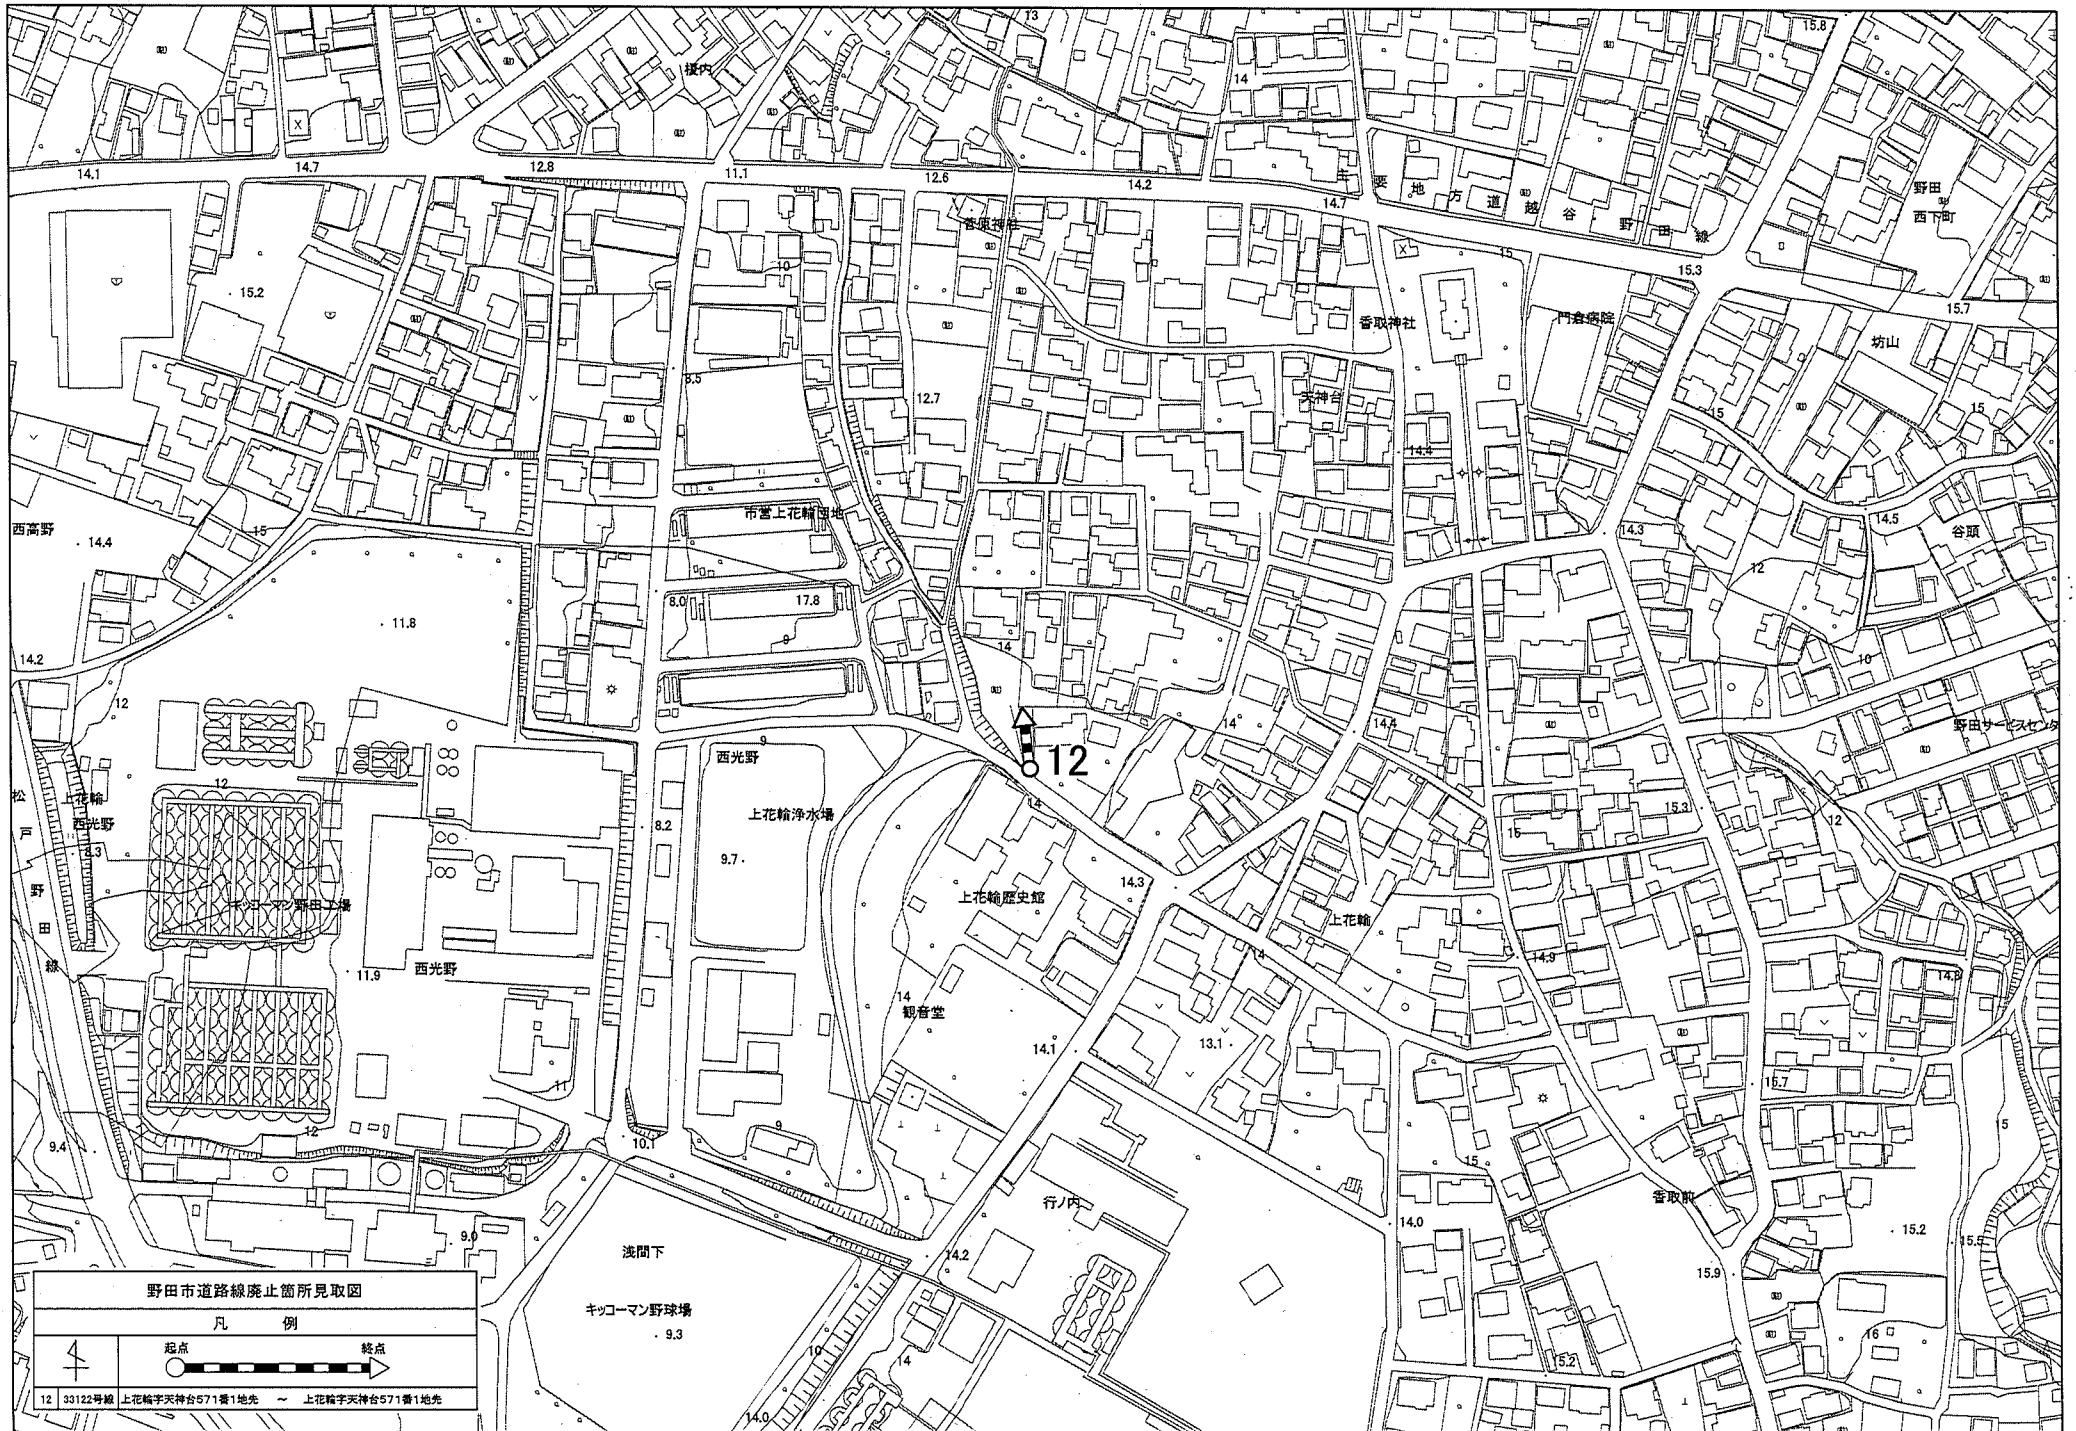 13
15.8
榎内
14
14.1
14.7
12.8
11.1
12.6
14.2
主要地方道越谷野田線
14.7
野田
西下町
菅原神社
15
15.3
10
15.2
15.7
香取神社
門倉病院
坊山
8.5
天神台
12.7
15
15
14.4
市営上花輪団地
西高野
14.4
15
14.3
14.5
谷頭
12
8.0
17.8
11.8
9
14
14.2
10
12
14
14.4
野田サービスセンタ
9
西光野
12
12
松戸野田線
上花輪
西光野
8.3
14
8.2
上花輪浄水場
15.3
12
15
9.7
キッコーマン野田工場
14.3
上花輪歴史館
上花輪
14
14.9
11.9
西光野
14.8
14
観音堂
14.1
13.1
11
15.7
12
9.4
10.1
9
15
15
香取前
行ノ内
14.0
15.2
15.5
9.0
浅間下
14.2
15.9
キッコーマン野球場
9.3
10
14
16
15.2
14.0
野田市道路線廃止箇所見取図
凡 例
起点 終点
12 33122号線 上花輪字天神台571番1地先 ～ 上花輪字天神台571番1地先